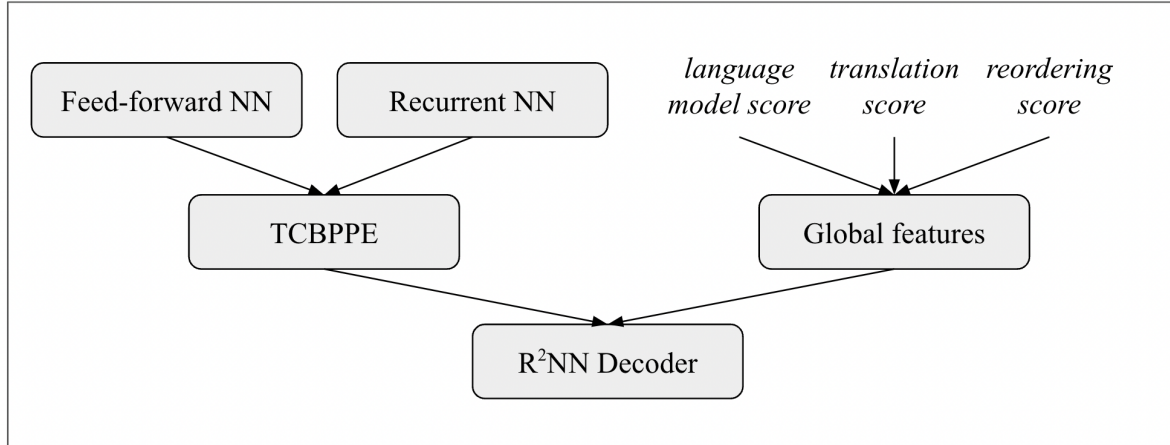 Feed-forward NN
Recurrent NN
language model score
translation score
reordering score
TCBPPE
Global features
R²NN Decoder